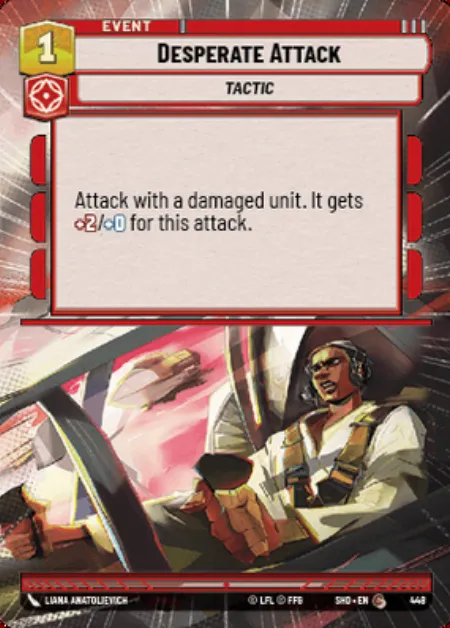 EVENT
1
DESPERATE ATTACK
TACTIC
Attack with a damaged unit. It gets
+2/+0 for this attack.
LIANA ANATOLIEVICH
© LFL © FFG
SHD • EN
448